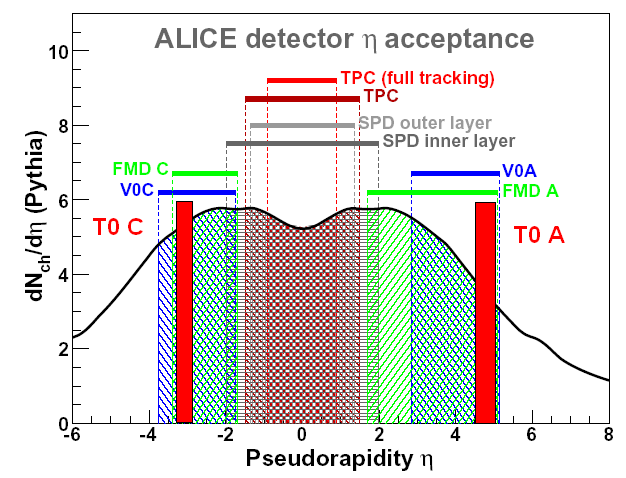 ALICE detector η acceptance
10
TPC (full tracking)
TPC
8
SPD outer layer
SPD inner layer
FMD C
V0A
V0C
FMD A
6
T0 C
T0 A
4
2
0
dNch/dη (Pythia)
-6 -4 -2 0 2 4 6 8
Pseudorapidity η